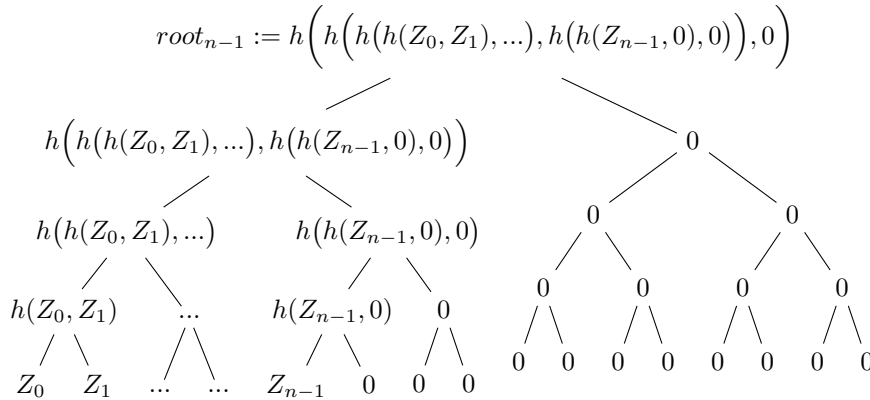 root_{n-1} := h(h(h(h(Z_0, Z_1), ...), h(h(Z_{n-1}, 0), 0)), 0)
h(h(h(Z_0, Z_1), ...), h(h(Z_{n-1}, 0), 0)) 0
h(h(Z_0, Z_1), ...) h(h(Z_{n-1}, 0), 0) 0 0
h(Z_0, Z_1) ... h(Z_{n-1}, 0) 0 0 0 0 0
Z_0 Z_1 ... ... Z_{n-1} 0 0 0 0 0 0 0 0 0 0 0